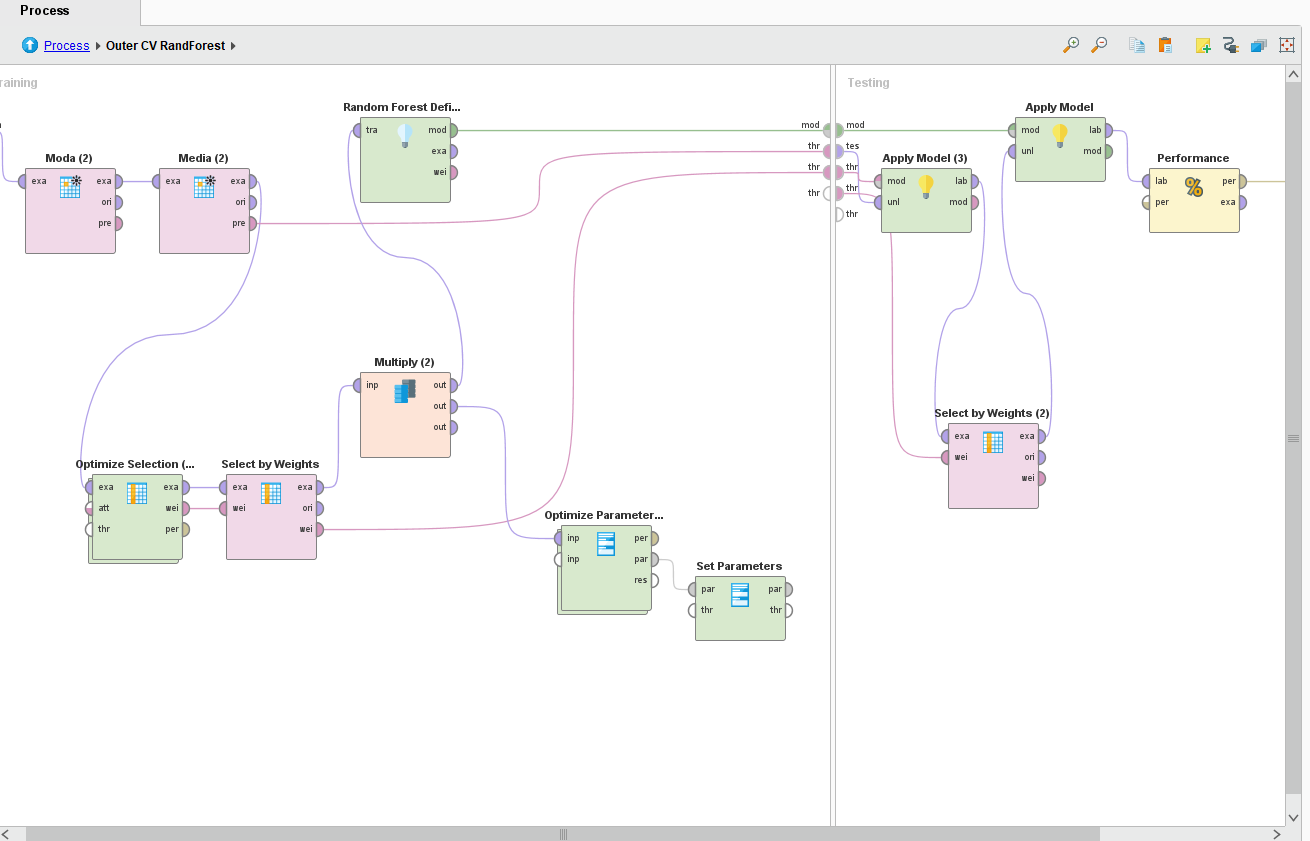 Process
Process Outer CV RandForest
raining
Testing
Random Forest Defi...
tra mod
exa
wei
Moda (2)
exa exa
ori
pre
Media (2)
exa exa
ori
pre
mod
thr
thr
thr
mod
tes
thr
thr
thr
Apply Model
mod lab
unl mod
Apply Model (3)
mod lab
unl mod
Performance
lab per
per exa
Multiply (2)
inp out
out
out
Select by Weights (2)
exa exa
wei ori
wei
Optimize Selection (...
exa exa
att wei
thr per
Select by Weights
exa exa
wei ori
wei
Optimize Parameter...
inp per
inp par
res
Set Parameters
par par
thr thr